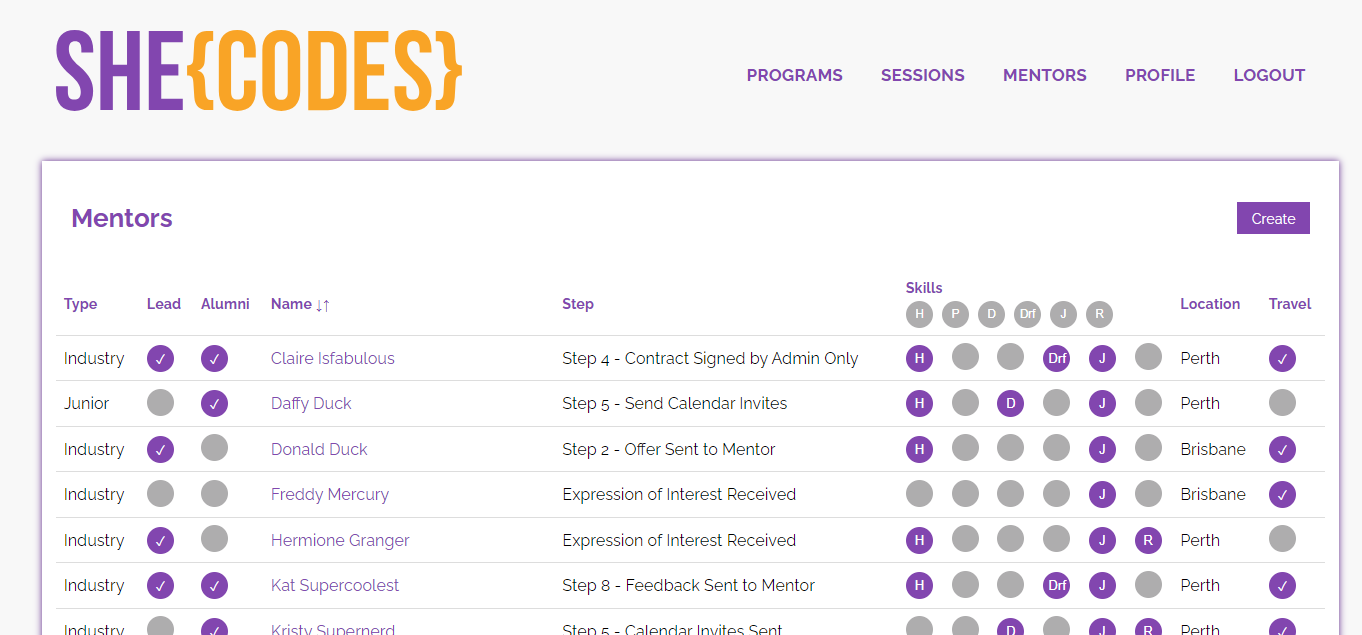 SHE{CODES}
PROGRAMS SESSIONS MENTORS PROFILE LOGOUT
Mentors
Create
Type Lead Alumni Name ↓↑ Step Skills Location Travel
H P D Drf J R
Industry ✓ ✓ Claire Isfabulous Step 4 - Contract Signed by Admin Only H Drf J Perth ✓
Junior ✓ Daffy Duck Step 5 - Send Calendar Invites H D J Perth
Industry ✓ Donald Duck Step 2 - Offer Sent to Mentor H J Brisbane ✓
Industry Freddy Mercury Expression of Interest Received J Brisbane ✓
Industry ✓ Hermione Granger Expression of Interest Received H J R Perth
Industry ✓ ✓ Kat Supercoolest Step 8 - Feedback Sent to Mentor H Drf J Perth ✓
Industry ✓ Kristy Supernerd Step 5 - Calendar Invites Sent D J R Perth ✓